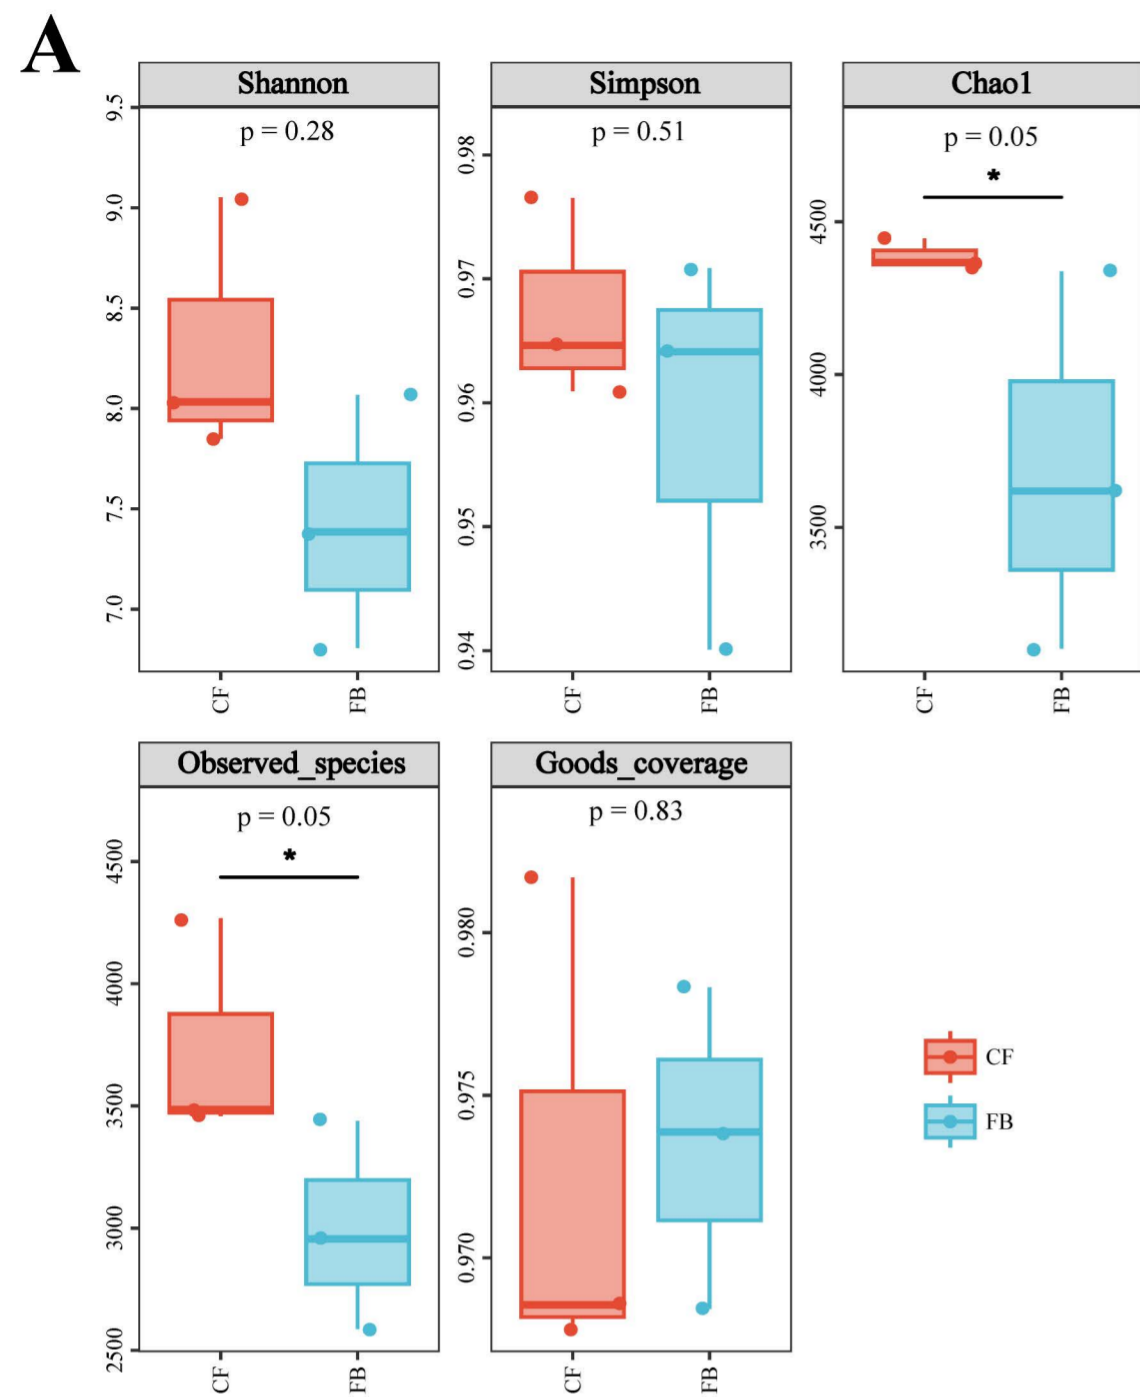 A
Shannon
Simpson
Chao1
p = 0.28
p = 0.51
p = 0.05
*
9.5
9.0
8.5
8.0
7.5
7.0
0.98
0.97
0.96
0.95
0.94
4500
4000
3500
CF
FB
CF
FB
CF
FB
Observed_species
Goods_coverage
p = 0.05
*
p = 0.83
4500
4000
3500
3000
2500
0.980
0.975
0.970
CF
FB
CF
FB
CF
FB